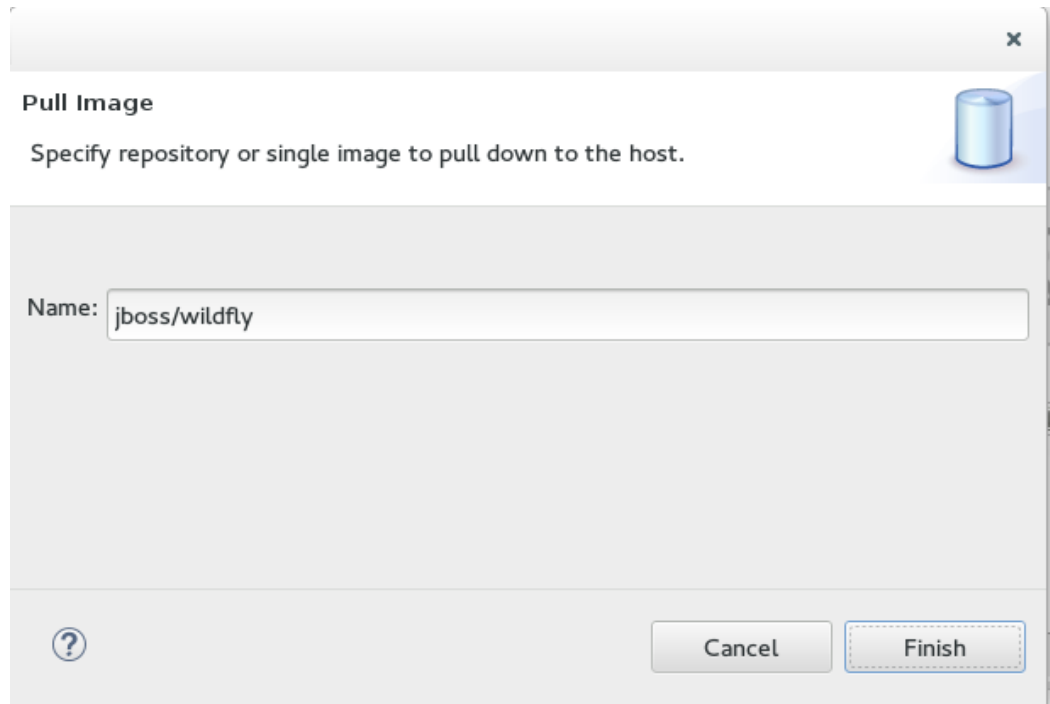 Pull Image
Specify repository or single image to pull down to the host.
Name: jboss/wildfly
Cancel Finish